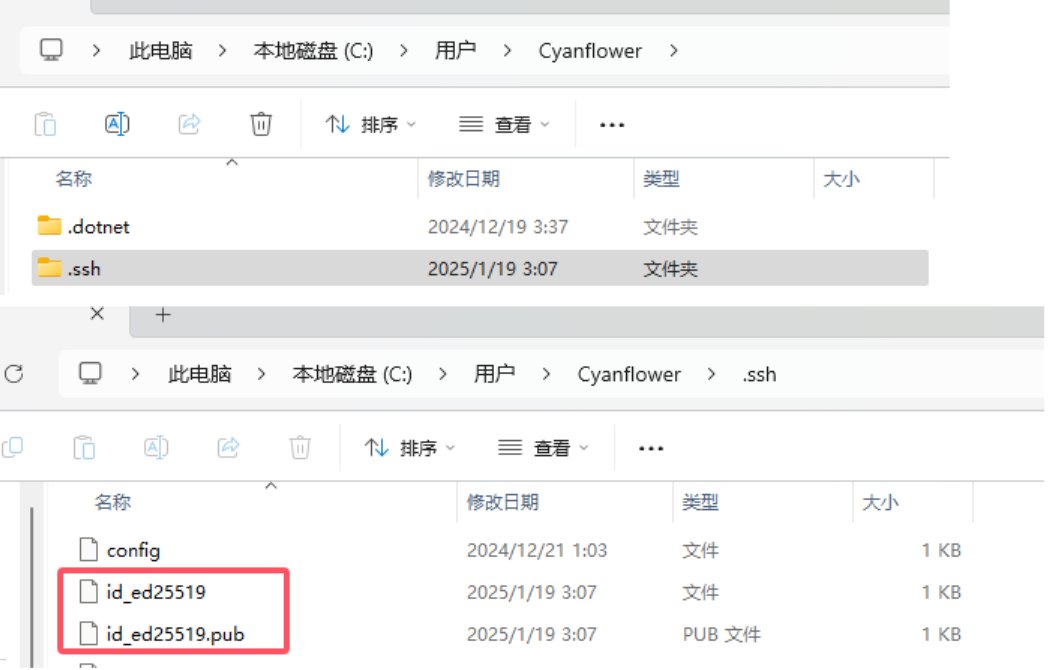 此电脑 > 本地磁盘 (C:) > 用户 > Cyanflower >
排序 查看 ...
名称 修改日期 类型 大小
.dotnet 2024/12/19 3:37 文件夹
.ssh 2025/1/19 3:07 文件夹
此电脑 > 本地磁盘 (C:) > 用户 > Cyanflower > .ssh
排序 查看 ...
名称 修改日期 类型 大小
config 2024/12/21 1:03 文件 1 KB
id_ed25519 2025/1/19 3:07 文件 1 KB
id_ed25519.pub 2025/1/19 3:07 PUB 文件 1 KB